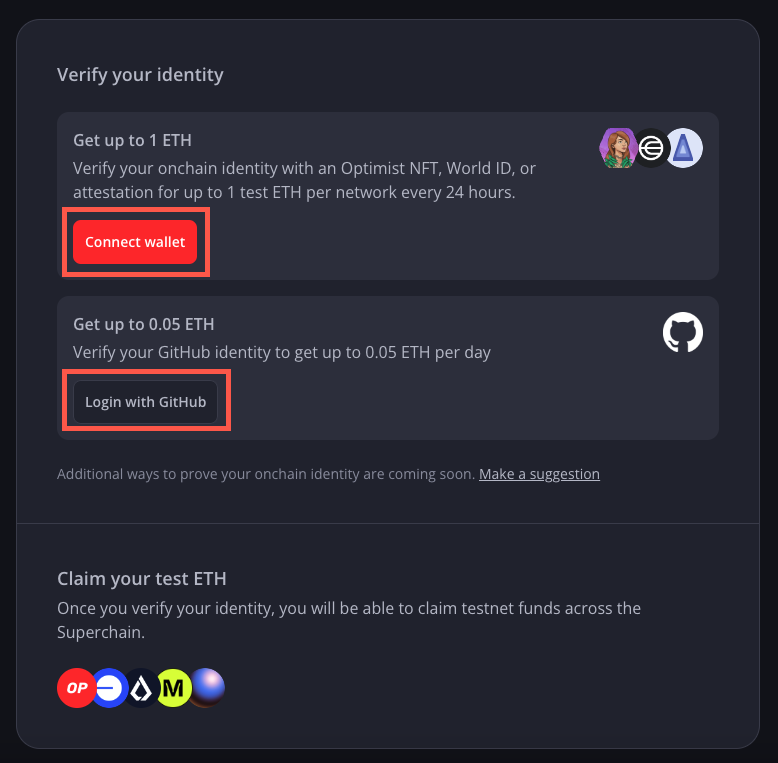 Verify your identity
Get up to 1 ETH
Verify your onchain identity with an Optimist NFT, World ID, or
attestation for up to 1 test ETH per network every 24 hours.
Connect wallet
Get up to 0.05 ETH
Verify your GitHub identity to get up to 0.05 ETH per day
Login with GitHub
Additional ways to prove your onchain identity are coming soon. Make a suggestion
Claim your test ETH
Once you verify your identity, you will be able to claim testnet funds across the
Superchain.
OP M